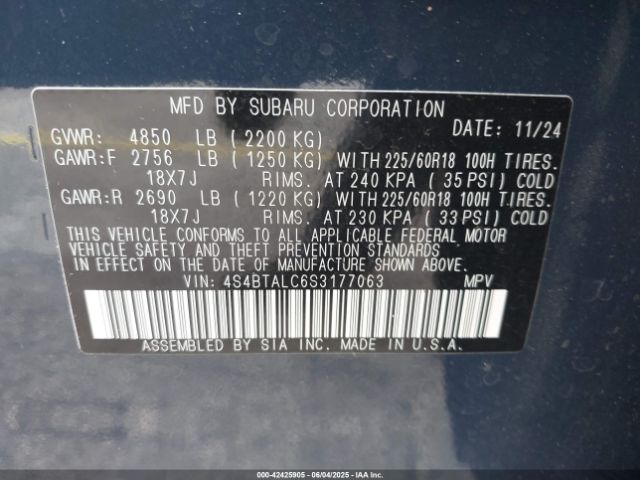 MFD BY SUBARU CORPORATION
DATE: 11/24
GVWR: 4850 LB ( 2200 KG)
GAWR:F 2756 LB ( 1250 KG) WITH 225/60R18 100H TIRES.
18X7J RIMS. AT 240 KPA ( 35 PSI) COLD
GAWR:R 2690 LB ( 1220 KG) WITH 225/60R18 100H TIRES.
18X7J RIMS. AT 230 KPA ( 33 PSI) COLD
THIS VEHICLE CONFORMS TO ALL APPLICABLE FEDERAL MOTOR
VEHICLE SAFETY AND THEFT PREVENTION STANDARDS
IN EFFECT ON THE DATE OF MANUFACTURE SHOWN ABOVE.
VIN: 4S4BTALC6S3177063 MPV
ASSEMBLED BY SIA INC. MADE IN U.S.A.
000-42425905 - 06/04/2025 - COPART